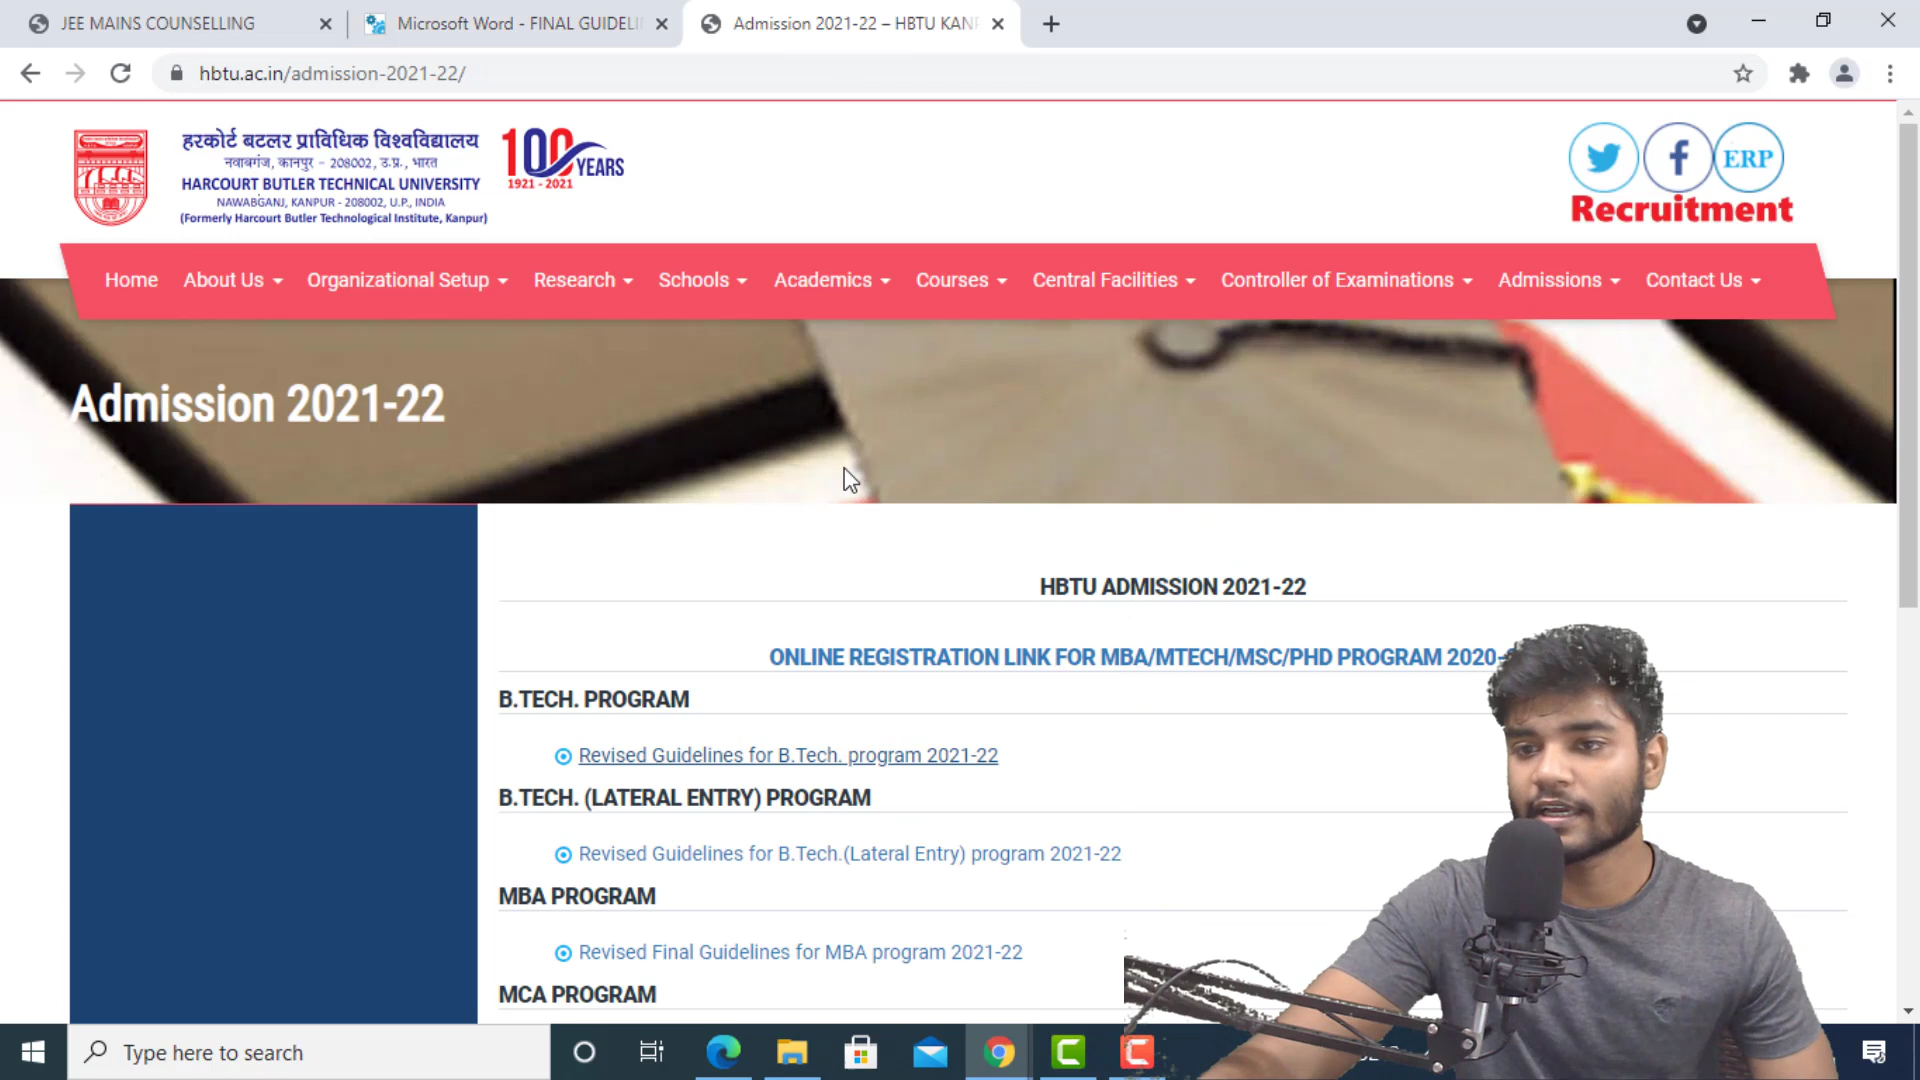 JEE MAINS COUNSELLING
Microsoft Word - FINAL GUIDELI
Admission 2021-22 – HBTU KANP
hbtu.ac.in/admission-2021-22/
हरकोर्ट बटलर प्राविधिक विश्वविद्यालय
नवाबगंज, कानपुर - 208002, उ.प्र., भारत
HARCOURT BUTLER TECHNICAL UNIVERSITY
NAWABGANJ, KANPUR - 208002, U.P., INDIA
(Formerly Harcourt Butler Technological Institute, Kanpur)
100 YEARS
1921 - 2021
ERP
Recruitment
Home About Us Organizational Setup Research Schools Academics Courses Central Facilities Controller of Examinations Admissions Contact Us
Admission 2021-22
HBTU ADMISSION 2021-22
ONLINE REGISTRATION LINK FOR MBA/MTECH/MSC/PHD PROGRAM 2020-
B.TECH. PROGRAM
Revised Guidelines for B.Tech. program 2021-22
B.TECH. (LATERAL ENTRY) PROGRAM
Revised Guidelines for B.Tech.(Lateral Entry) program 2021-22
MBA PROGRAM
Revised Final Guidelines for MBA program 2021-22
MCA PROGRAM
Type here to search